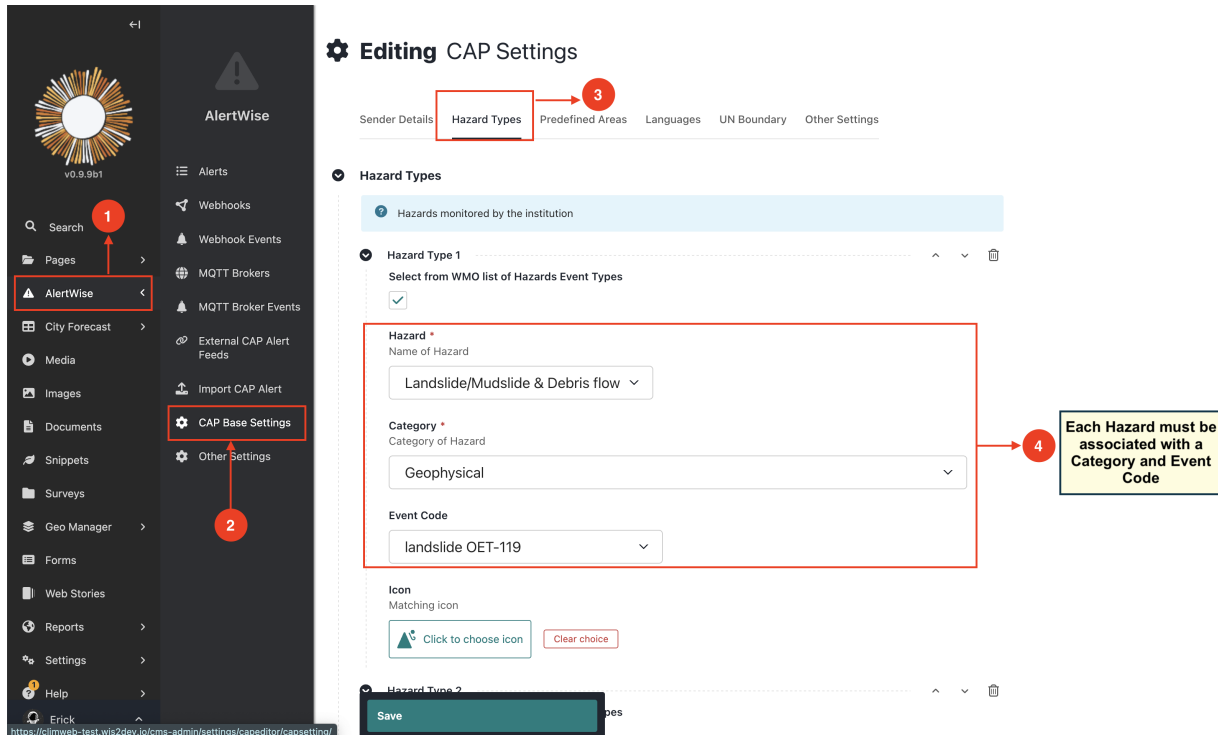 v0.9.9b1
Search
1
Pages
AlertWise
City Forecast
Media
Images
Documents
Snippets
Surveys
Geo Manager
Forms
Web Stories
Reports
Settings
1
Help
Erick
https://climweb-test.wis2dev.io/cms-admin/settings/capeditor/capsetting/
AlertWise
Alerts
Webhooks
Webhook Events
MQTT Brokers
MQTT Broker Events
External CAP Alert
Feeds
Import CAP Alert
CAP Base Settings
Other Settings
2
Editing CAP Settings
3
Sender Details Hazard Types Predefined Areas Languages UN Boundary Other Settings
Hazard Types
Hazards monitored by the institution
Hazard Type 1
Select from WMO list of Hazards Event Types
Hazard *
Name of Hazard
Landslide/Mudslide & Debris flow
Category *
Category of Hazard
Geophysical
Event Code
landslide OET-119
4
Each Hazard must be
associated with a
Category and Event
Code
Icon
Matching icon
Click to choose icon Clear choice
Hazard Type 2
Save
pes